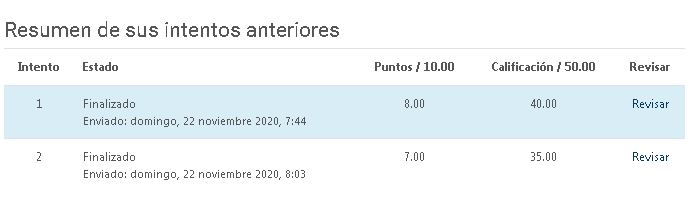 Resumen de sus intentos anteriores
Intento Estado Puntos / 10.00 Calificación / 50.00 Revisar
1 Finalizado 8.00 40.00 Revisar
Enviado: domingo, 22 noviembre 2020, 7:44
2 Finalizado 7.00 35.00 Revisar
Enviado: domingo, 22 noviembre 2020, 8:03